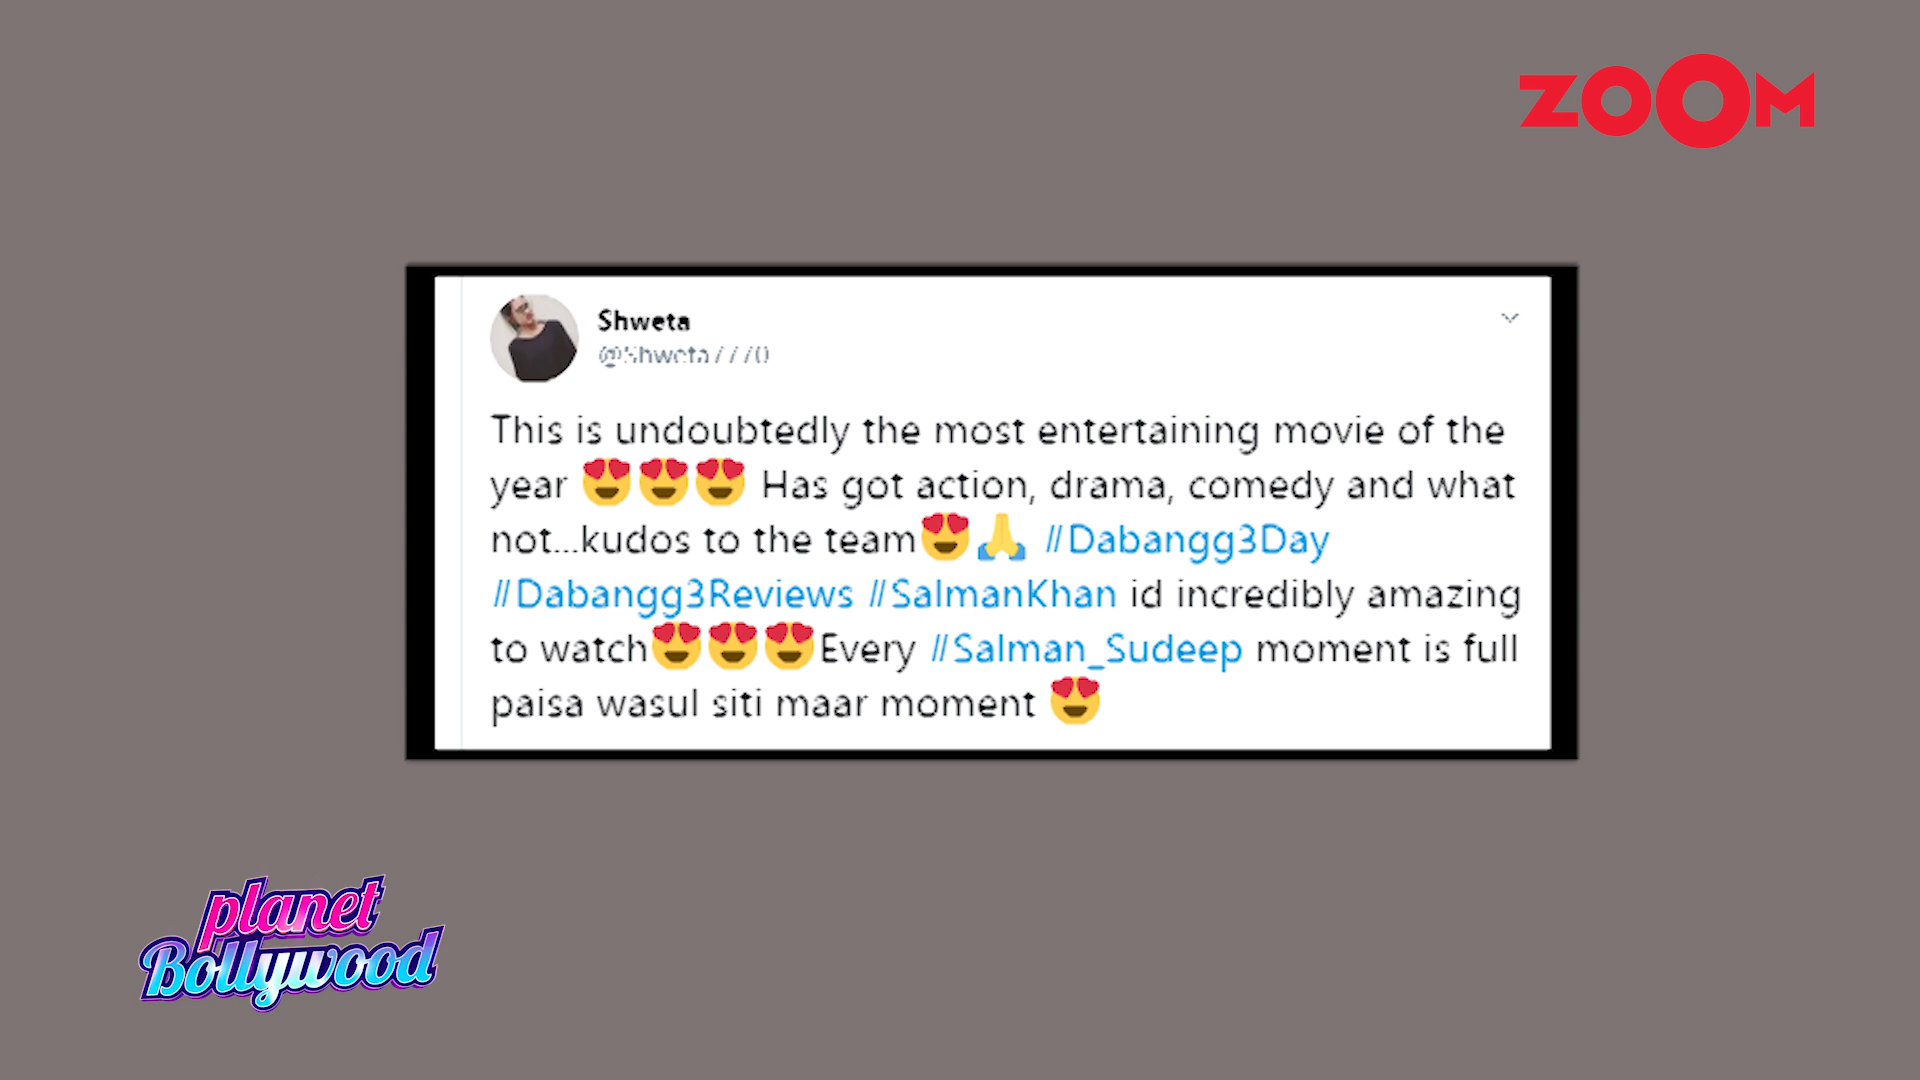 ZOOM
Shweta
@Shweta7770
This is undoubtedly the most entertaining movie of the
year 😍😍😍 Has got action, drama, comedy and what
not...kudos to the team😍🙏 #Dabangg3Day
#Dabangg3Reviews #SalmanKhan id incredibly amazing
to watch😍😍😍Every #Salman_Sudeep moment is full
paisa wasul siti maar moment 😍
planet
Bollywood